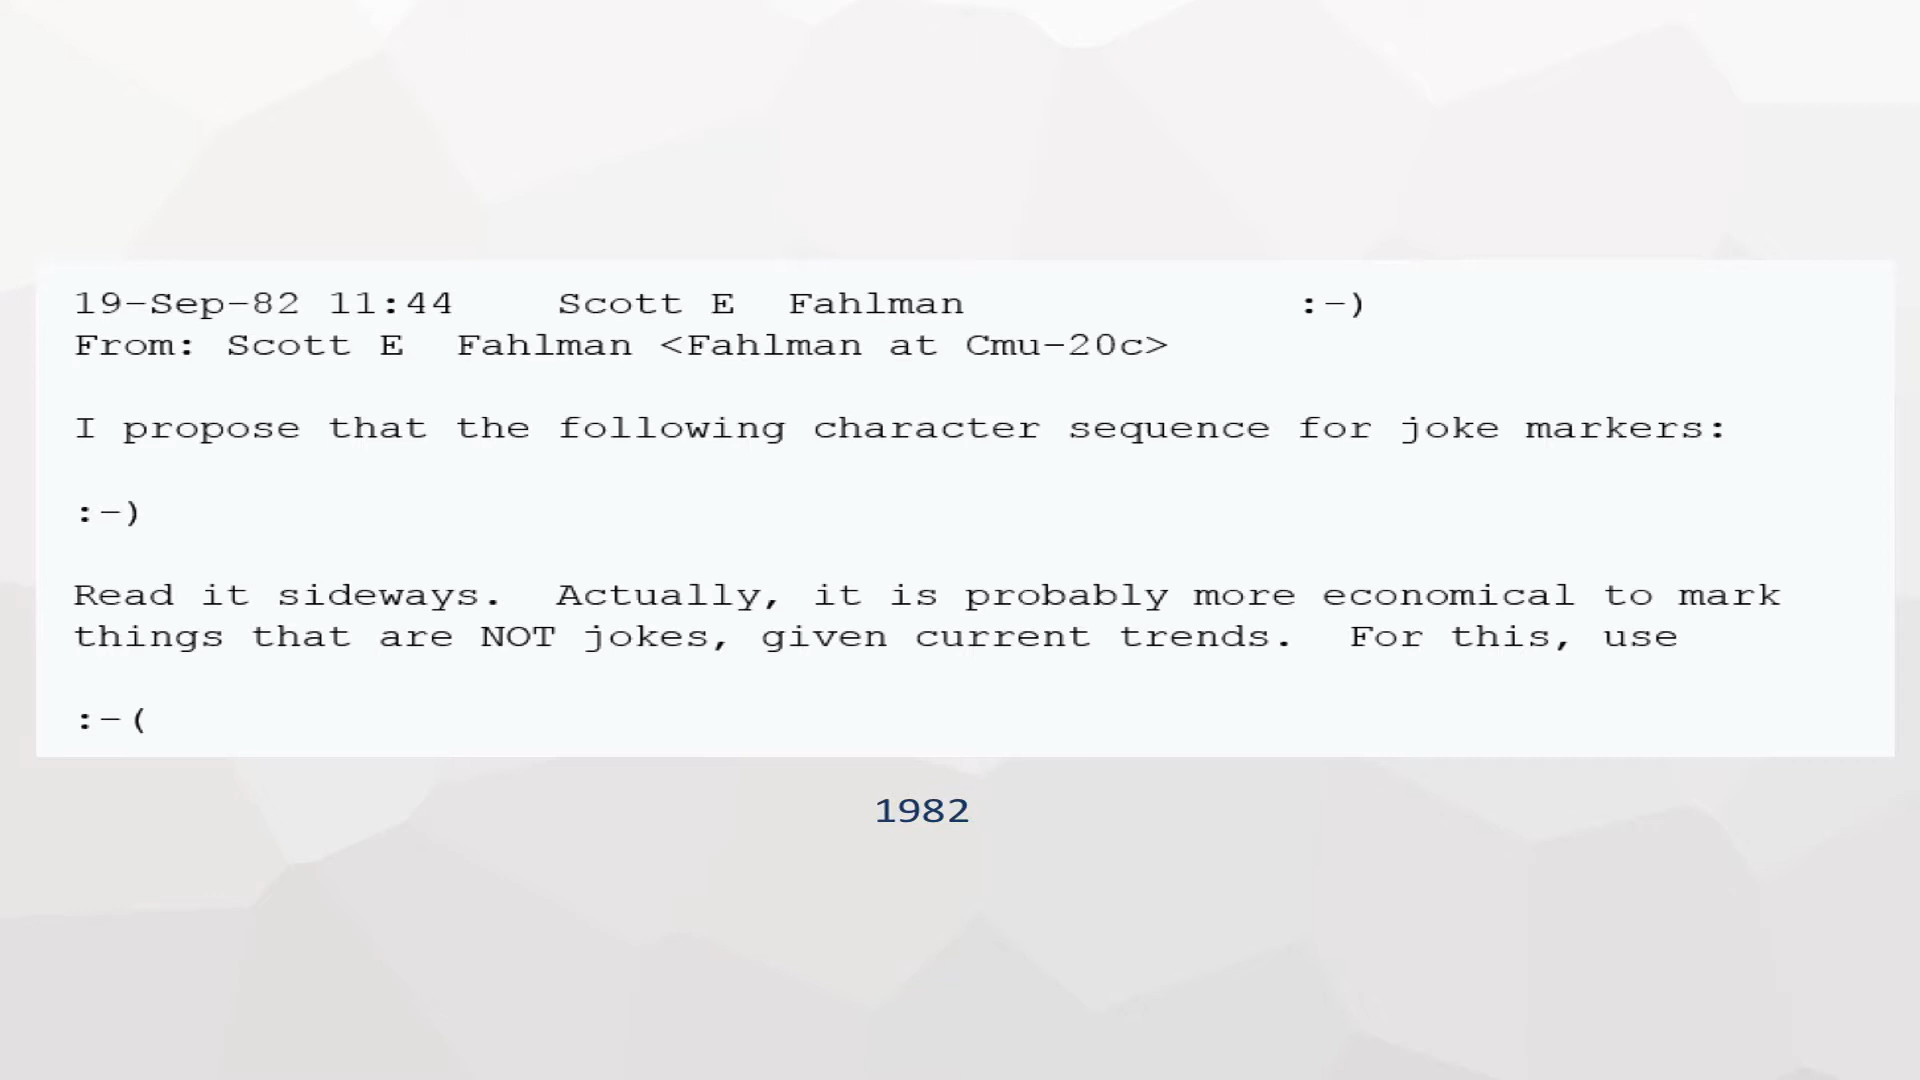 19-Sep-82 11:44    Scott E  Fahlman             :-)
From: Scott E  Fahlman <Fahlman at Cmu-20c>
I propose that the following character sequence for joke markers:
:-)
Read it sideways.  Actually, it is probably more economical to mark
things that are NOT jokes, given current trends.  For this, use
:-(
1982